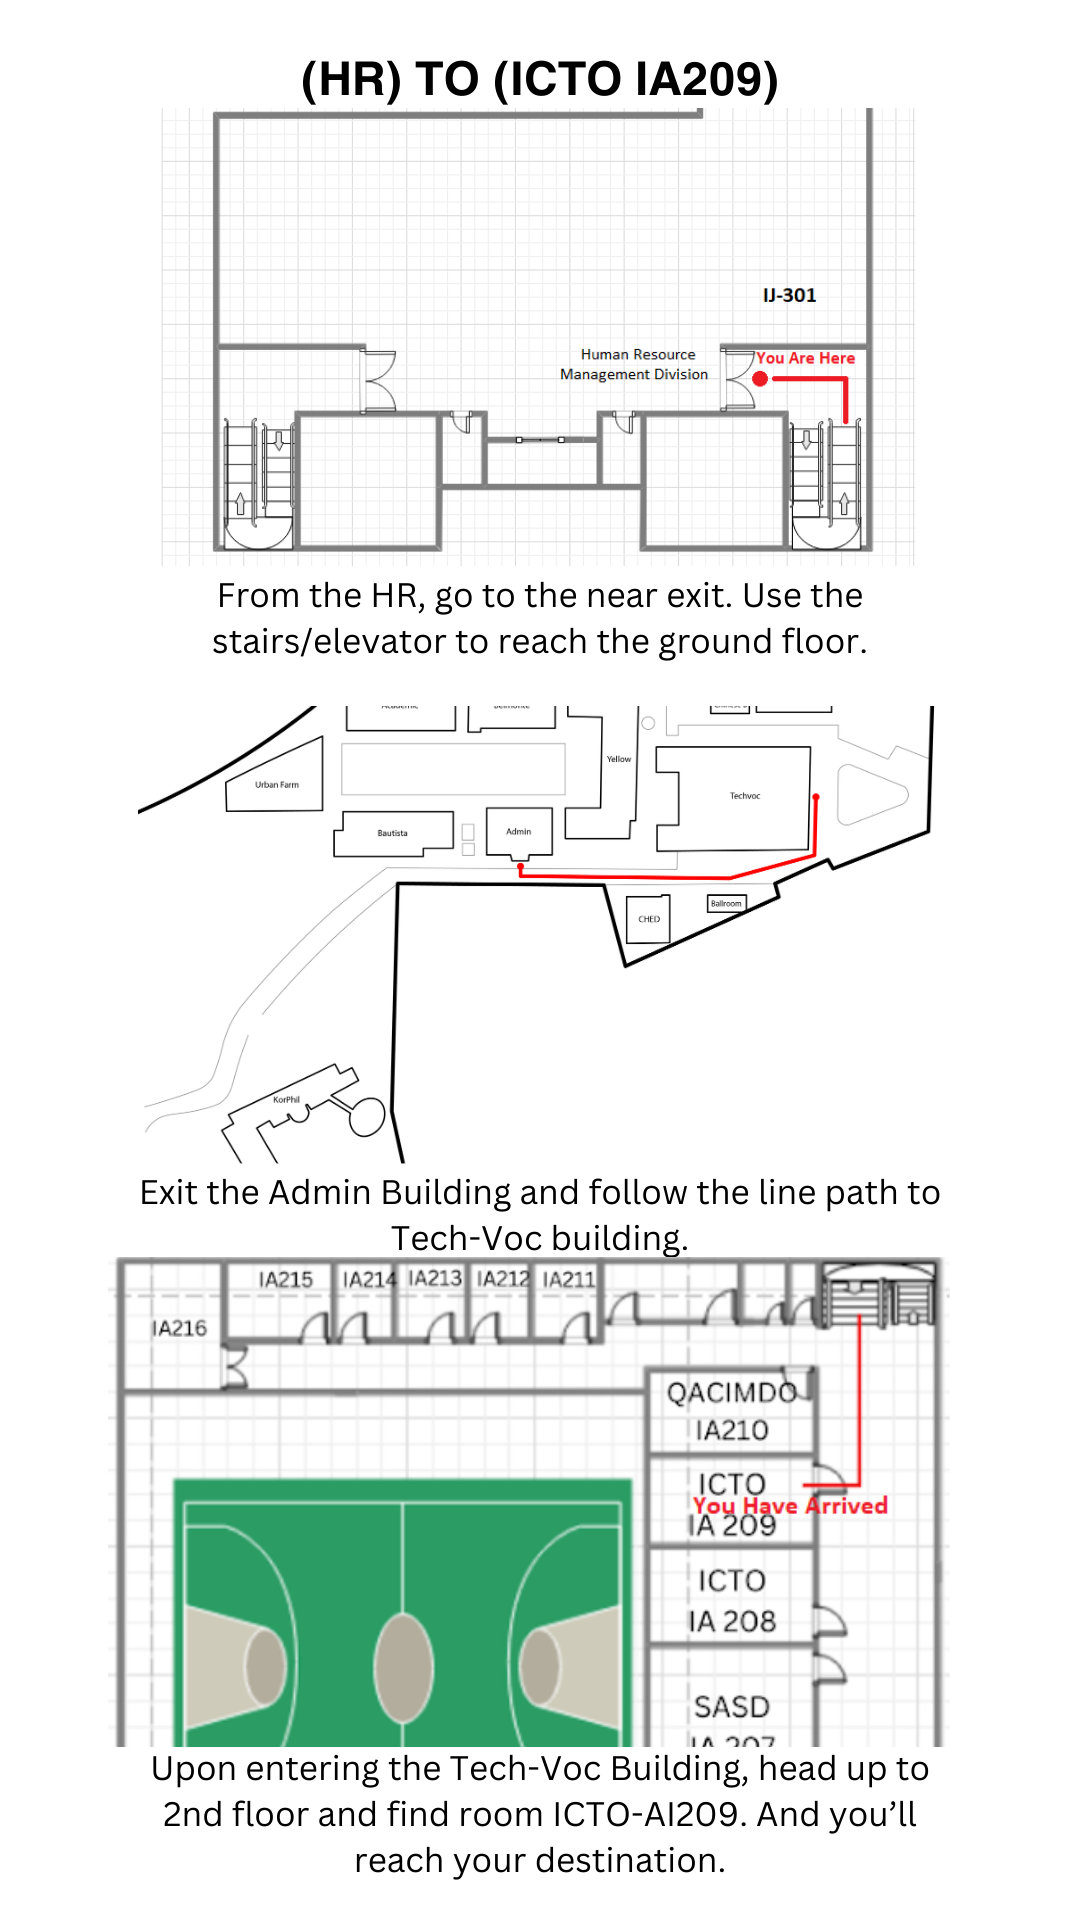 (HR) TO (ICTO IA209)
IJ-301
Human Resource
Management Division
You Are Here
From the HR, go to the near exit. Use the
stairs/elevator to reach the ground floor.
Academic
Belmonte
Yellow
Urban Farm
Techvoc
Bautista
Admin
CHED
Ballroom
KorPhil
Exit the Admin Building and follow the line path to
Tech-Voc building.
IA215
IA214
IA213
IA212
IA211
IA216
QACIMDO
IA210
ICTO
You Have Arrived
IA 209
ICTO
IA 208
SASD
IA 207
Upon entering the Tech-Voc Building, head up to
2nd floor and find room ICTO-AI209. And you’ll
reach your destination.